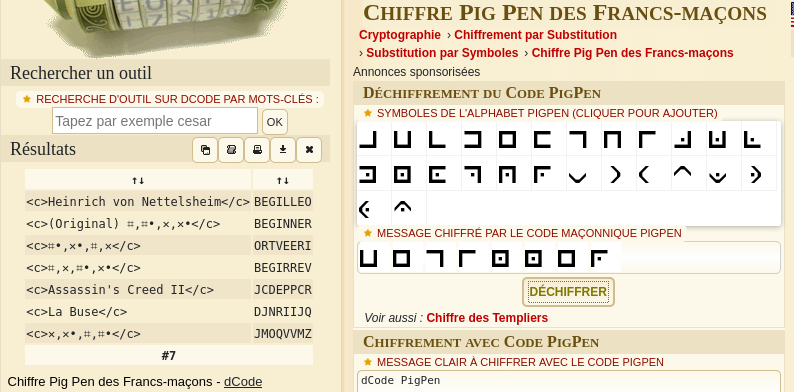 Rechercher un outil
★ RECHERCHE D'OUTIL SUR DCODE PAR MOTS-CLÉS :
Tapez par exemple cesar
OK
Résultats
↑↓ ↑↓
<c>Heinrich von Nettelsheim</c> BEGILLEO
<c>(Original) ⌗,⌗•,×,×•</c> BEGINNER
<c>⌗•,×•,⌗,×</c> ORTVEERI
<c>⌗,×,⌗•,×•</c> BEGIRREV
<c>Assassin's Creed II</c> JCDEPPCR
<c>La Buse</c> DJNRIIJQ
<c>×,×•,⌗,⌗•</c> JMOQVVMZ
#7
Chiffre Pig Pen des Francs-maçons - dCode
Chiffre Pig Pen des Francs-maçons
Cryptographie › Chiffrement par Substitution
› Substitution par Symboles › Chiffre Pig Pen des Francs-maçons
Annonces sponsorisées
Déchiffrement du Code PigPen
★ SYMBOLES DE L'ALPHABET PIGPEN (CLIQUER POUR AJOUTER)
★ MESSAGE CHIFFRÉ PAR LE CODE MAÇONNIQUE PIGPEN
DÉCHIFFRER
Voir aussi : Chiffre des Templiers
Chiffrement avec Code PigPen
★ MESSAGE CLAIR À CHIFFRER AVEC LE CODE PIGPEN
dCode PigPen